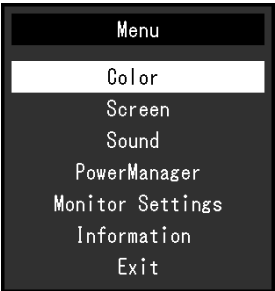 Menu
Color
Screen
Sound
PowerManager
Monitor Settings
Information
Exit